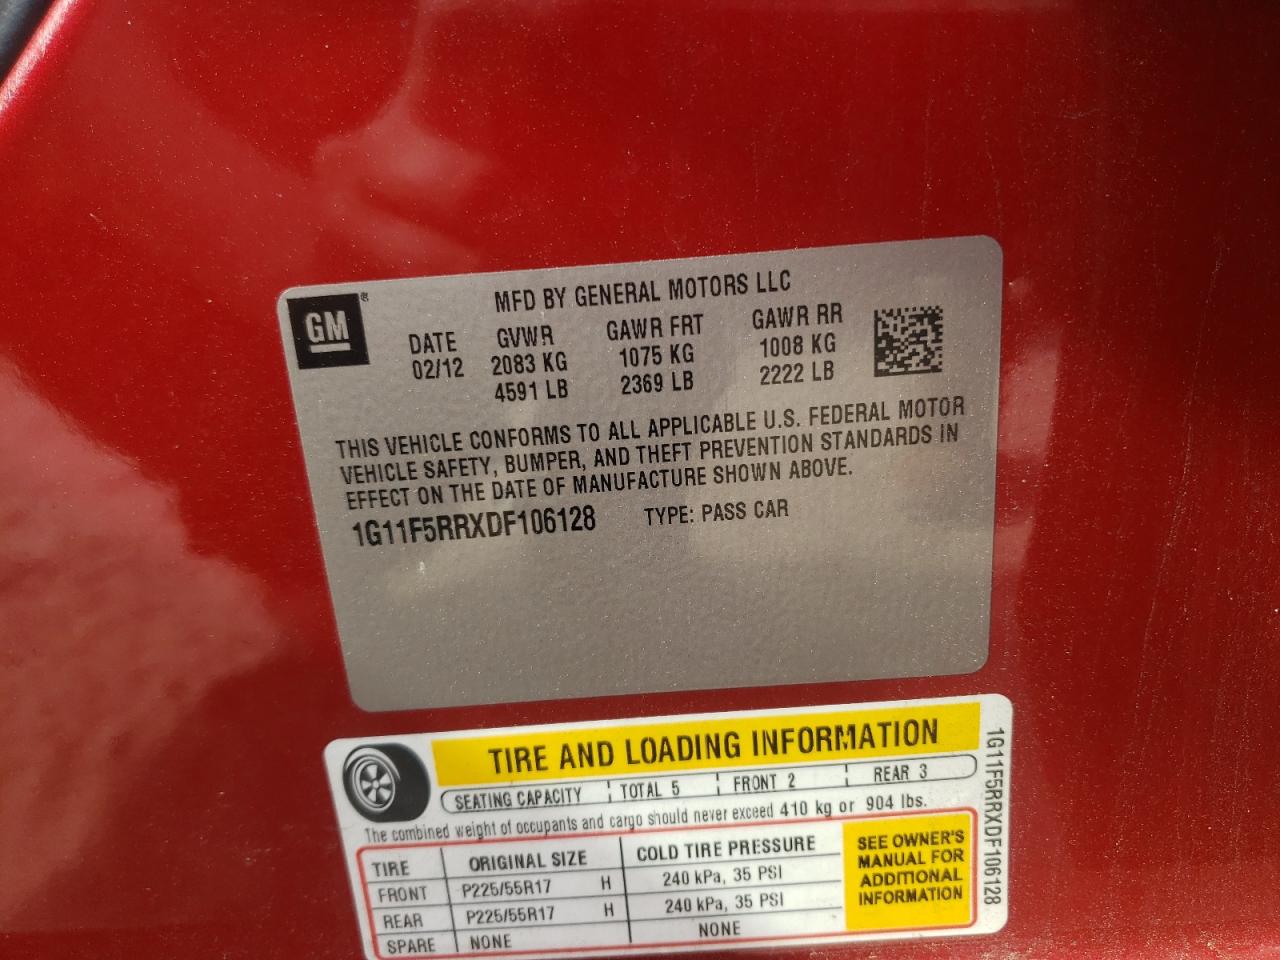 GM ®
MFD BY GENERAL MOTORS LLC
DATE GVWR GAWR FRT GAWR RR
02/12 2083 KG 1075 KG 1008 KG
4591 LB 2369 LB 2222 LB
THIS VEHICLE CONFORMS TO ALL APPLICABLE U.S. FEDERAL MOTOR
VEHICLE SAFETY, BUMPER, AND THEFT PREVENTION STANDARDS IN
EFFECT ON THE DATE OF MANUFACTURE SHOWN ABOVE.
1G11F5RRXDF106128 TYPE: PASS CAR
TIRE AND LOADING INFORMATION
SEATING CAPACITY TOTAL 5 FRONT 2 REAR 3
The combined weight of occupants and cargo should never exceed 410 kg or 904 lbs.
TIRE ORIGINAL SIZE COLD TIRE PRESSURE
FRONT P225/55R17 H 240 kPa, 35 PSI
REAR P225/55R17 H 240 kPa, 35 PSI
SPARE NONE NONE
SEE OWNER'S
MANUAL FOR
ADDITIONAL
INFORMATION
1G11F5RRXDF106128